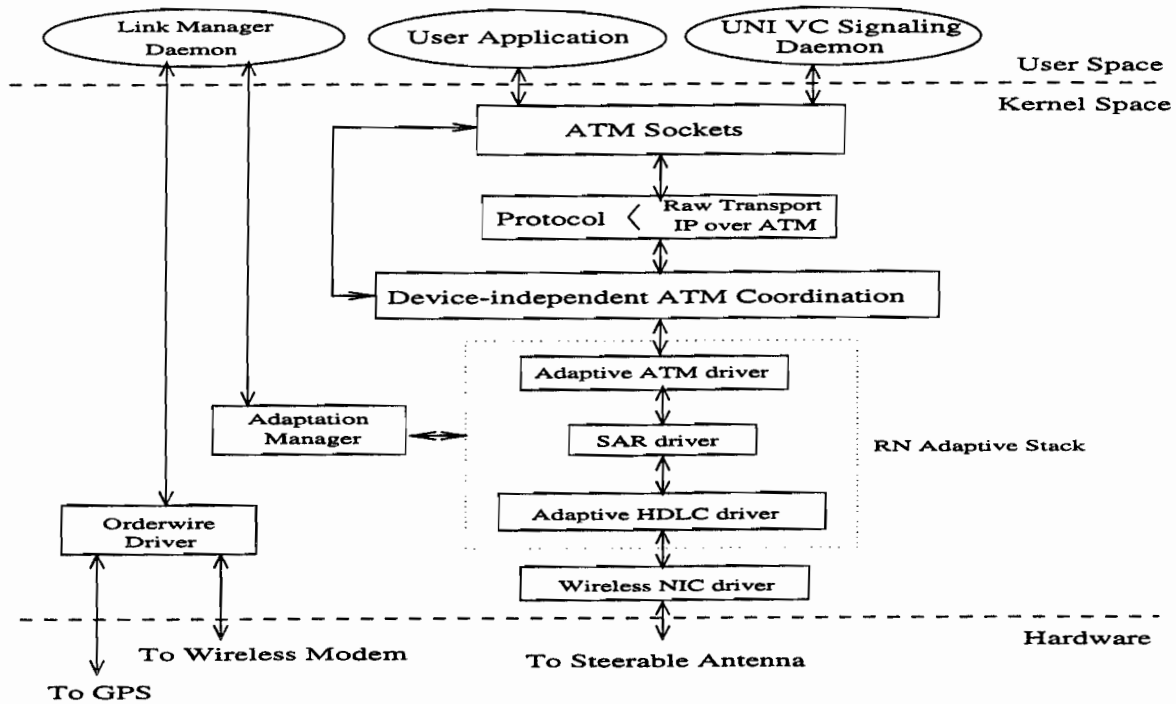 Link Manager
Daemon
User Application
UNI VC Signaling
Daemon
User Space
Kernel Space
ATM Sockets
Protocol < Raw Transport
IP over ATM
Device-independent ATM Coordination
Adaptive ATM driver
Adaptation
Manager
SAR driver
RN Adaptive Stack
Adaptive HDLC driver
Orderwire
Driver
Wireless NIC driver
Hardware
To Wireless Modem
To Steerable Antenna
To GPS